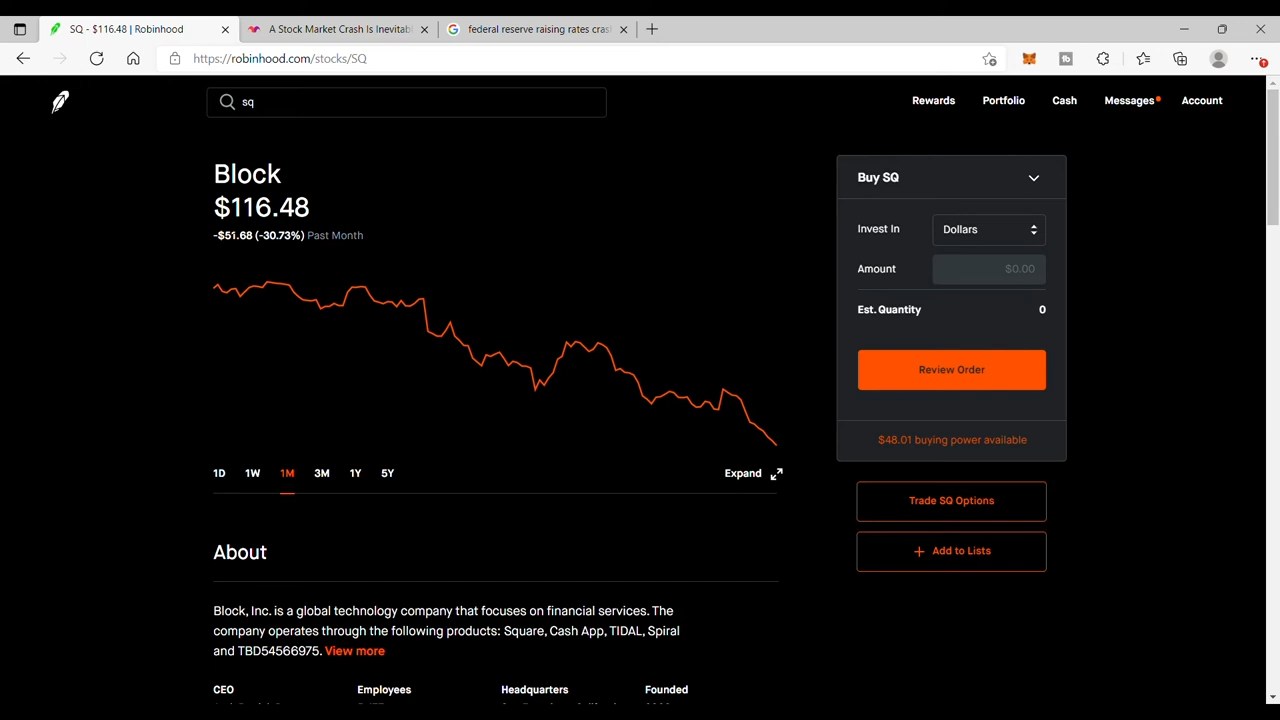 SQ - $116.48 | Robinhood
A Stock Market Crash Is Inevitabl
federal reserve raising rates cras
https://robinhood.com/stocks/SQ
sq
Rewards
Portfolio
Cash
Messages
Account
Block
$116.48
-$51.68 (-30.73%) Past Month
1D 1W 1M 3M 1Y 5Y
Expand
Buy SQ
Invest In Dollars
Amount $0.00
Est. Quantity 0
Review Order
$48.01 buying power available
Trade SQ Options
+ Add to Lists
About
Block, Inc. is a global technology company that focuses on financial services. The
company operates through the following products: Square, Cash App, TIDAL, Spiral
and TBD54566975. View more
CEO Employees Headquarters Founded